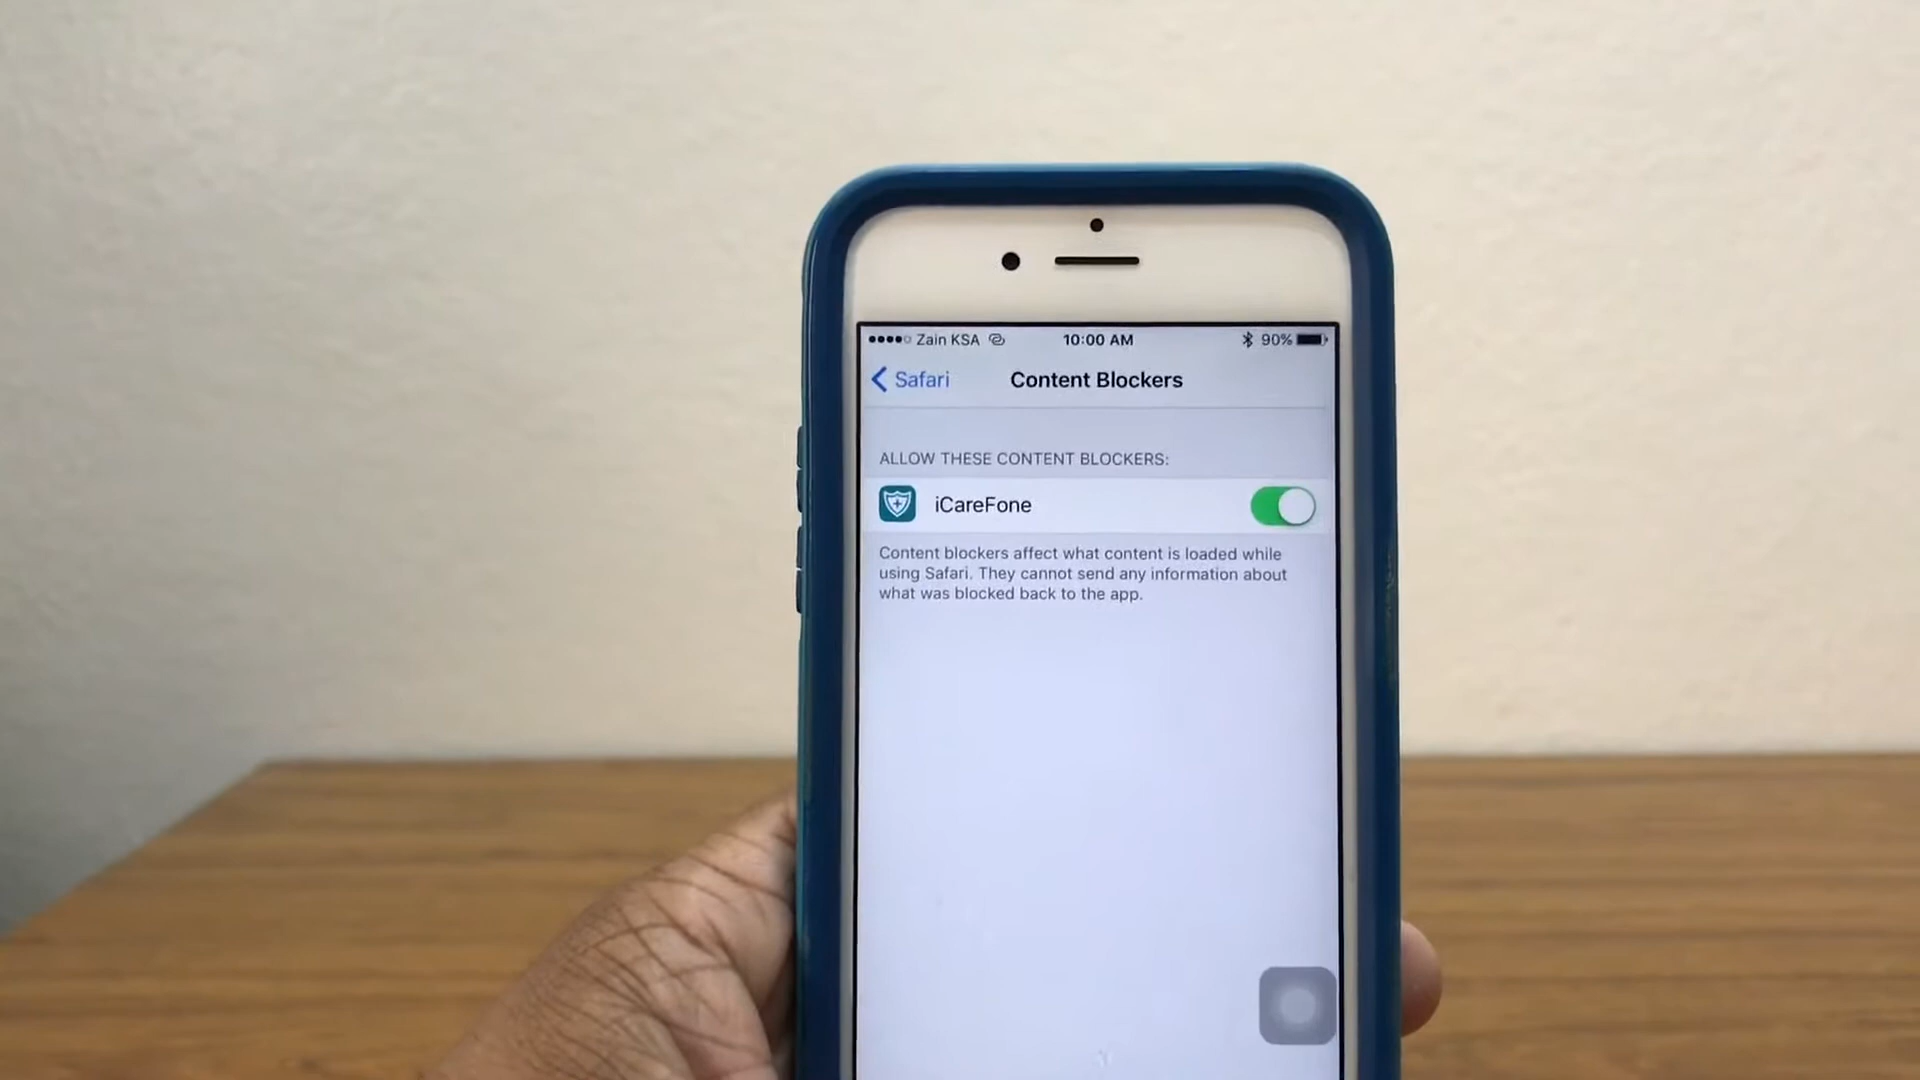 Zain KSA 10:00 AM 90%
Safari Content Blockers
ALLOW THESE CONTENT BLOCKERS:
iCareFone
Content blockers affect what content is loaded while
using Safari. They cannot send any information about
what was blocked back to the app.